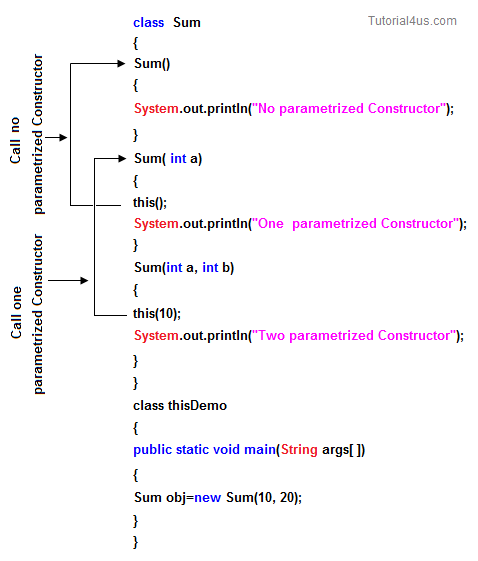 Tutorial4us.com
class Sum
{
Sum()
{
System.out.println("No parametrized Constructor");
}
Sum( int a)
{
this();
System.out.println("One  parametrized Constructor");
}
Sum(int a, int b)
{
this(10);
System.out.println("Two parametrized Constructor");
}
}
class thisDemo
{
public static void main(String args[ ])
{
Sum obj=new Sum(10, 20);
}
}
Call no
parametrized Constructor
Call one
parametrized Constructor